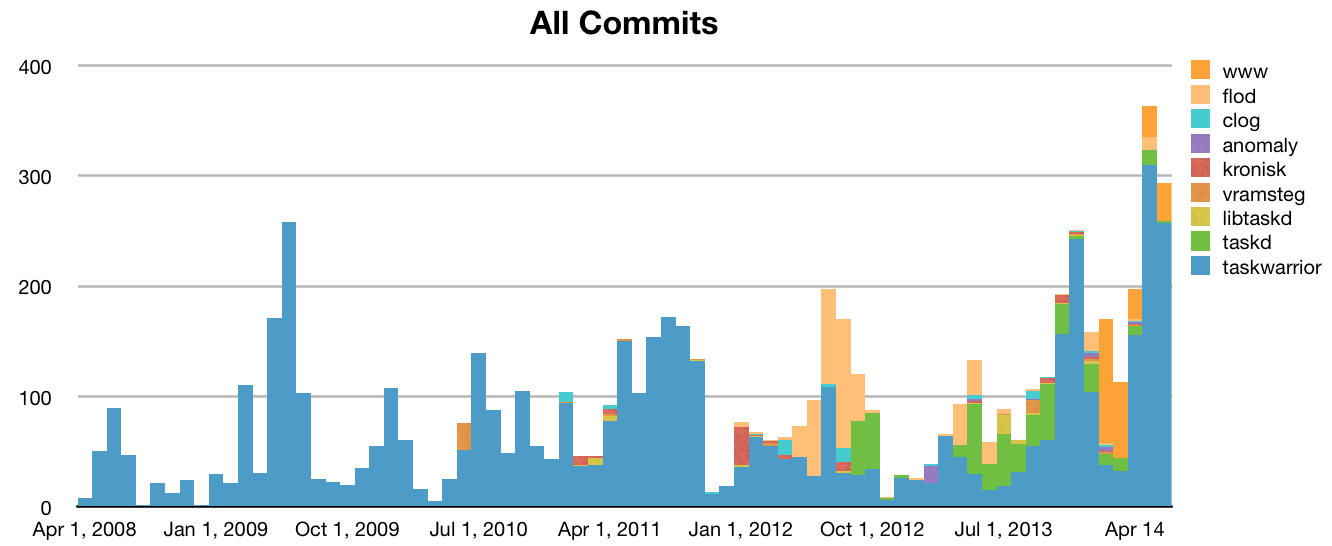 All Commits
400
300
200
100
0
Apr 1, 2008 Jan 1, 2009 Oct 1, 2009 Jul 1, 2010 Apr 1, 2011 Jan 1, 2012 Oct 1, 2012 Jul 1, 2013 Apr 14
www
flod
clog
anomaly
kronisk
vramsteg
libtaskd
taskd
taskwarrior